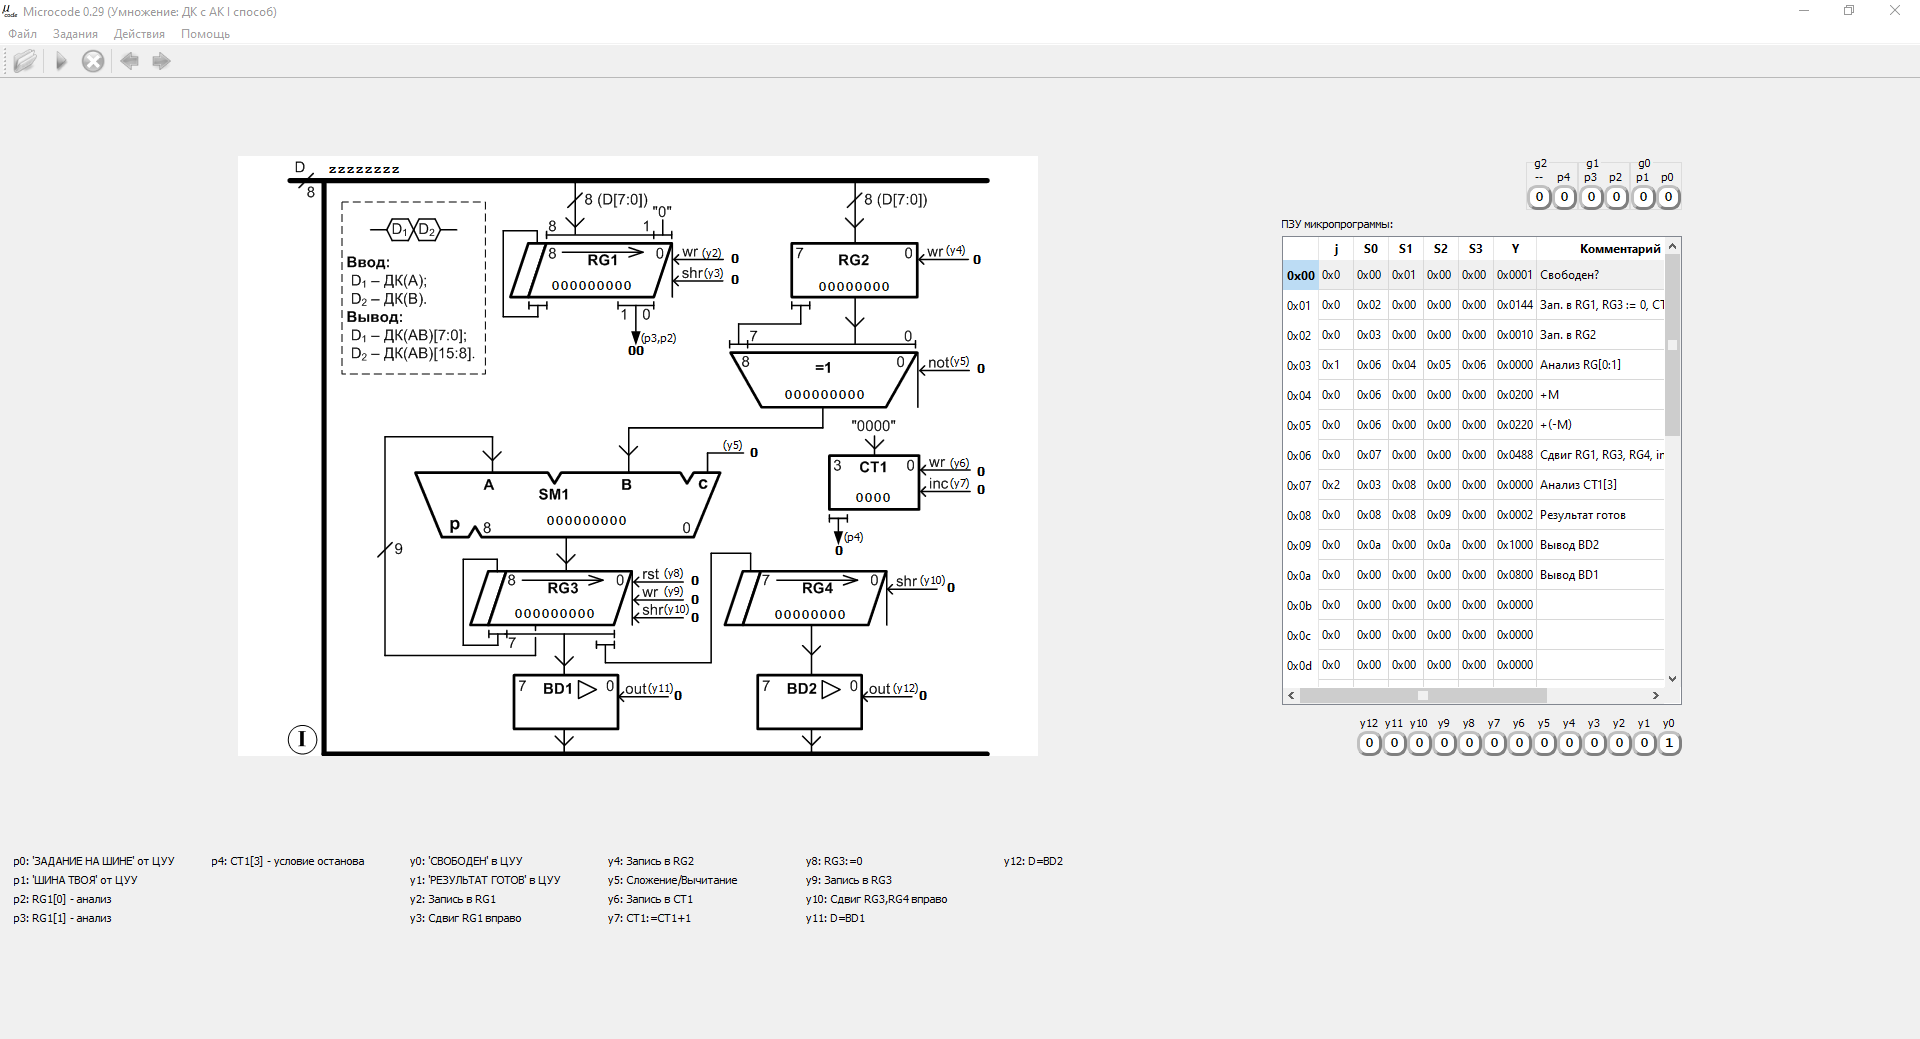 μcode Microcode 0.29 (Умножение: ДК с АК I способ)
Файл Задания Действия Помощь
D zzzzzzzz
8
D1 D2
Ввод:
D1 – ДК(A);
D2 – ДК(B).
Вывод:
D1 – ДК(AB)[7:0];
D2 – ДК(AB)[15:8].
8 (D[7:0])
"0"
8 1
8 0
RG1
000000000
wr (y2) 0
shr(y3) 0
1 0
(p3,p2)
00
8 (D[7:0])
7 RG2 0
00000000
wr(y4) 0
7 0
8 =1 0
000000000
not(y5) 0
(y5) 0
"0000"
3 CT1 0
0000
wr (y6) 0
inc(y7) 0
(p4)
0
A B C
SM1
p 8 000000000 0
9
8 0
RG3
000000000
rst (y8) 0
wr (y9) 0
shr(y10) 0
7
7 0
RG4
00000000
shr(y10) 0
7 BD1 0
out(y11) 0
7 BD2 0
out(y12) 0
I
g2 g1 g0
-- p4 p3 p2 p1 p0
0 0 0 0 0 0
ПЗУ микропрограммы:
j S0 S1 S2 S3 Y Комментарий
0x00 0x0 0x00 0x01 0x00 0x00 0x0001 Свободен?
0x01 0x0 0x02 0x00 0x00 0x00 0x0144 Зап. в RG1, RG3 := 0, CT
0x02 0x0 0x03 0x00 0x00 0x00 0x0010 Зап. в RG2
0x03 0x1 0x06 0x04 0x05 0x06 0x0000 Анализ RG[0:1]
0x04 0x0 0x06 0x00 0x00 0x00 0x0200 +M
0x05 0x0 0x06 0x00 0x00 0x00 0x0220 +(-M)
0x06 0x0 0x07 0x00 0x00 0x00 0x0488 Сдвиг RG1, RG3, RG4, in
0x07 0x2 0x03 0x08 0x00 0x00 0x0000 Анализ CT1[3]
0x08 0x0 0x08 0x08 0x09 0x00 0x0002 Результат готов
0x09 0x0 0x0a 0x00 0x0a 0x00 0x1000 Вывод BD2
0x0a 0x0 0x00 0x00 0x00 0x00 0x0800 Вывод BD1
0x0b 0x0 0x00 0x00 0x00 0x00 0x0000
0x0c 0x0 0x00 0x00 0x00 0x00 0x0000
0x0d 0x0 0x00 0x00 0x00 0x00 0x0000
y12 y11 y10 y9 y8 y7 y6 y5 y4 y3 y2 y1 y0
0 0 0 0 0 0 0 0 0 0 0 0 1
p0: 'ЗАДАНИЕ НА ШИНЕ' от ЦУУ p4: CT1[3] - условие останова y0: 'СВОБОДЕН' в ЦУУ y4: Запись в RG2 y8: RG3:=0 y12: D=BD2
p1: 'ШИНА ТВОЯ' от ЦУУ y1: 'РЕЗУЛЬТАТ ГОТОВ' в ЦУУ y5: Сложение/Вычитание y9: Запись в RG3
p2: RG1[0] - анализ y2: Запись в RG1 y6: Запись в CT1 y10: Сдвиг RG3,RG4 вправо
p3: RG1[1] - анализ y3: Сдвиг RG1 вправо y7: CT1:=CT1+1 y11: D=BD1